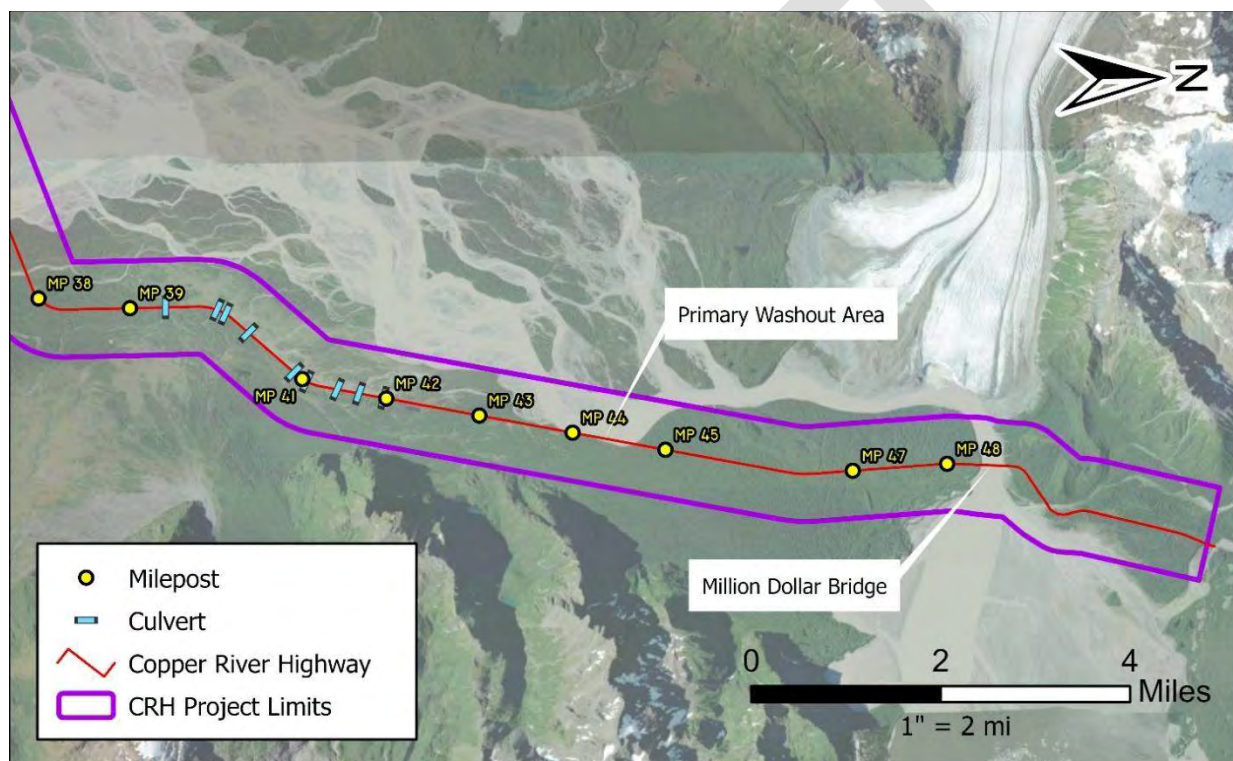 N
MP 38
MP 39
MP 41
MP 42
MP 43
MP 44
MP 45
MP 47
MP 48
Primary Washout Area
Million Dollar Bridge
Milepost
Culvert
Copper River Highway
CRH Project Limits
0 2 4
Miles
1" = 2 mi